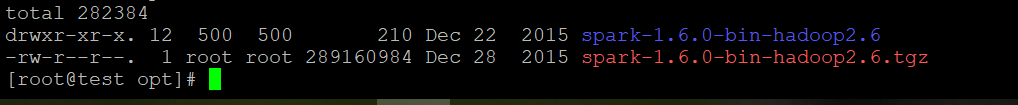 total 282384
drwxr-xr-x. 12  500  500       210 Dec 22  2015 spark-1.6.0-bin-hadoop2.6
-rw-r--r--.  1 root root 289160984 Dec 28  2015 spark-1.6.0-bin-hadoop2.6.tgz
[root@test opt]#